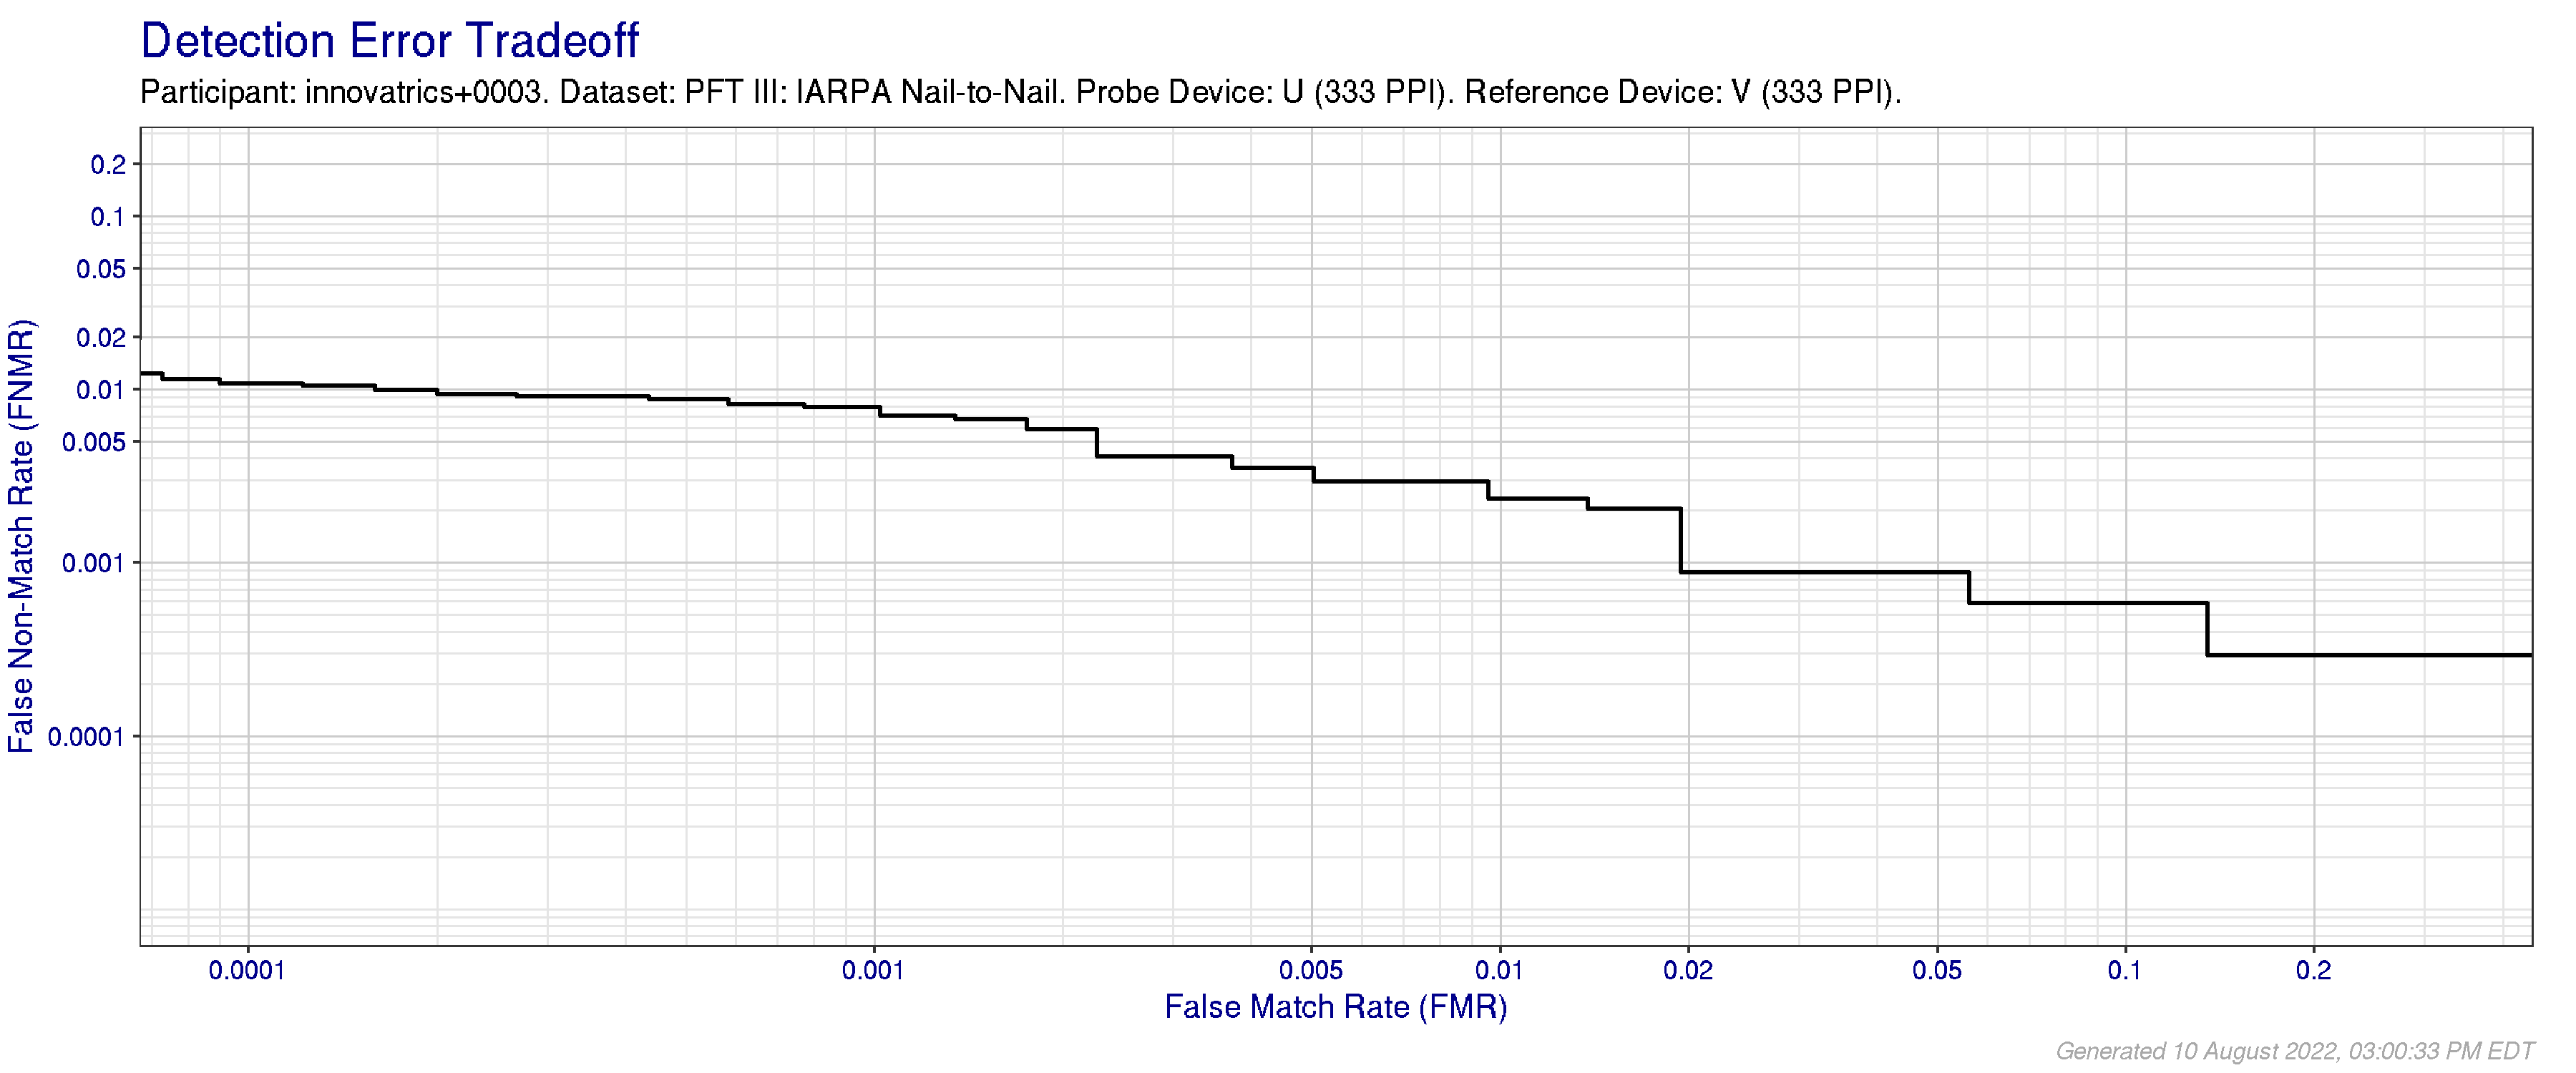 Detection Error Tradeoff
Participant: innovatrics+0003. Dataset: PFT III: IARPA Nail-to-Nail. Probe Device: U (333 PPI). Reference Device: V (333 PPI).
False Non-Match Rate (FNMR)
0.2
0.1
0.05
0.02
0.01
0.005
0.001
0.0001
0.0001 0.001 0.005 0.01 0.02 0.05 0.1 0.2
False Match Rate (FMR)
Generated 10 August 2022, 03:00:33 PM EDT